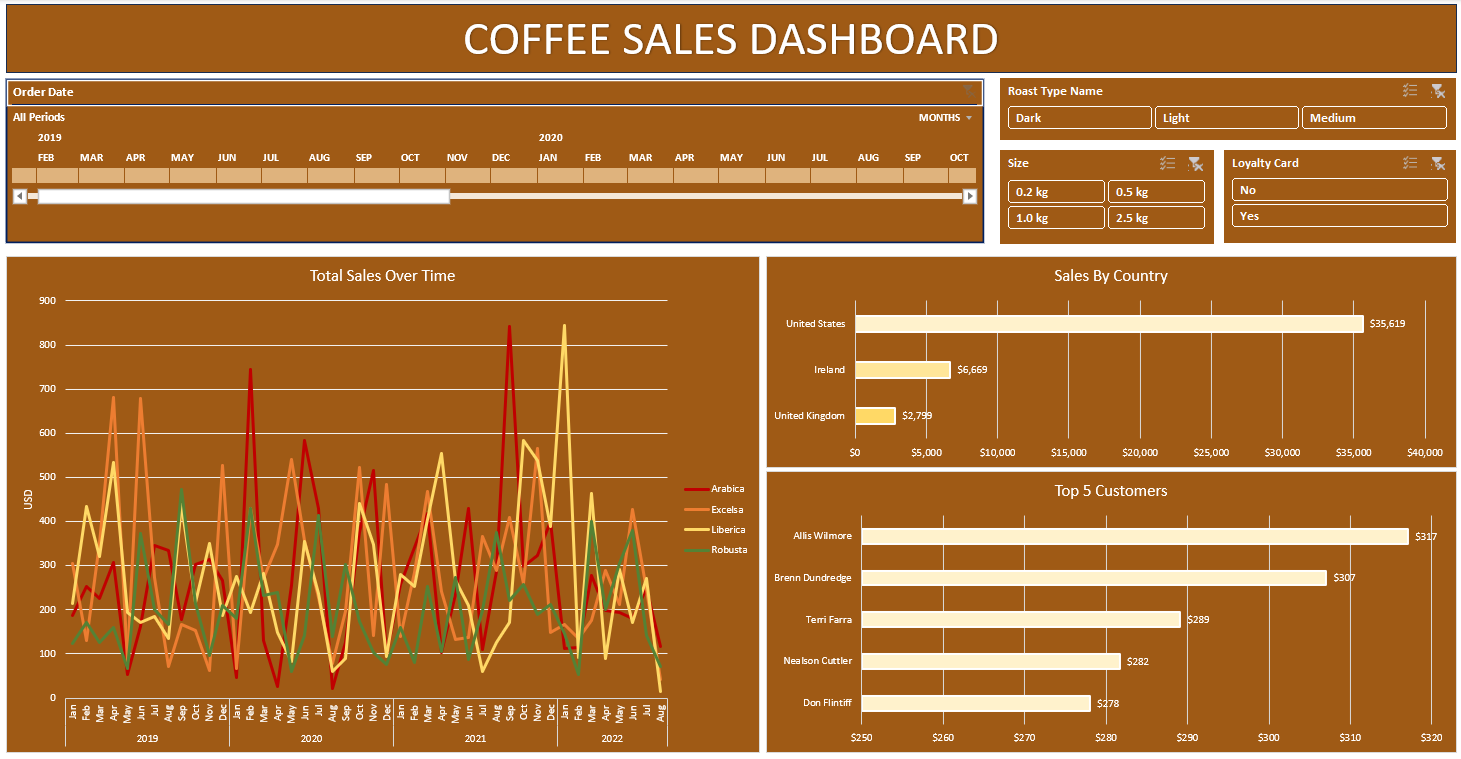 COFFEE SALES DASHBOARD
Order Date
All Periods MONTHS
2019 2020
FEB MAR APR MAY JUN JUL AUG SEP OCT NOV DEC JAN FEB MAR APR MAY JUN JUL AUG SEP OCT
Roast Type Name
Dark Light Medium
Size
0.2 kg 0.5 kg
1.0 kg 2.5 kg
Loyalty Card
No
Yes
Total Sales Over Time
900
800
700
600
500
400
300
200
100
0
USD
Jan Feb Mar Apr May Jun Jul Aug Sep Oct Nov Dec Jan Feb Mar Apr May Jun Jul Aug Sep Oct Nov Dec Jan Feb Mar Apr May Jun Jul Aug Sep Oct Nov Dec Jan Feb Mar Apr May Jun Jul Aug
2019 2020 2021 2022
Arabica
Excelsa
Liberica
Robusta
Sales By Country
United States $35,619
Ireland $6,669
United Kingdom $2,799
$0 $5,000 $10,000 $15,000 $20,000 $25,000 $30,000 $35,000 $40,000
Top 5 Customers
Allis Wilmore $317
Brenn Dundredge $307
Terri Farra $289
Nealson Cuttler $282
Don Flintiff $278
$250 $260 $270 $280 $290 $300 $310 $320